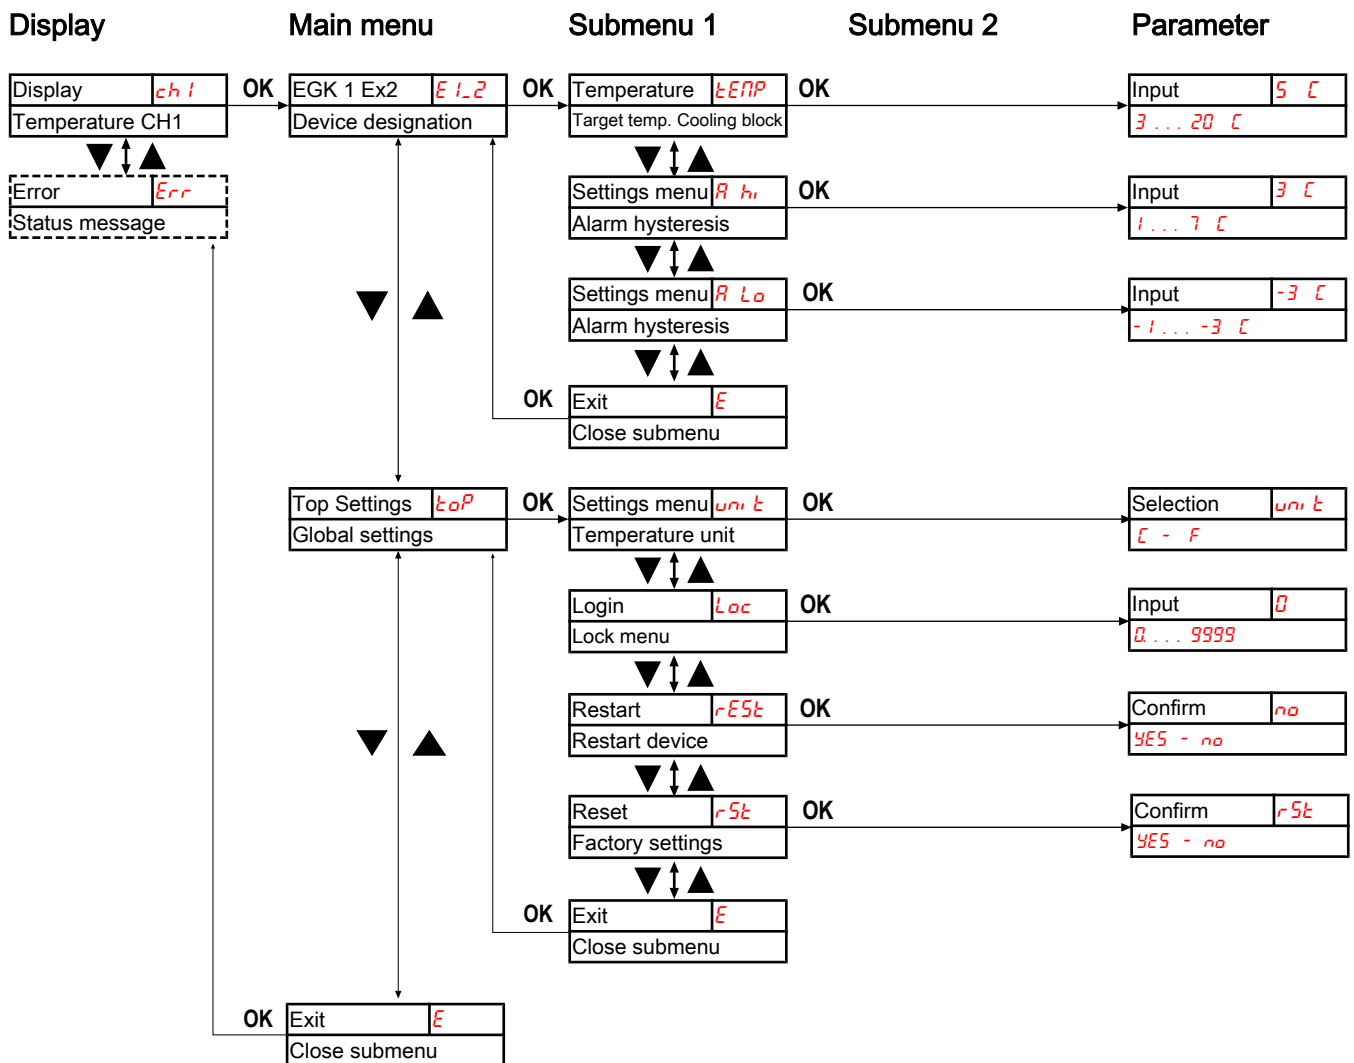 Display Main menu Submenu 1 Submenu 2 Parameter
Display ch1 OK EGK 1 Ex2 E1_2 OK Temperature tEMP OK Input 5 C
Temperature CH1 Device designation Target temp. Cooling block 3 ... 20 C
Error Err Settings menu A hi OK Input 3 C
Status message Alarm hysteresis 1 ... 7 C
Settings menu A Lo OK Input -3 C
Alarm hysteresis -1 ... -3 C
OK Exit E
Close submenu
Top Settings toP OK Settings menu unit OK Selection unit
Global settings Temperature unit C - F
Login Loc OK Input 0
Lock menu 0.... 9999
Restart rESt OK Confirm no
Restart device YES - no
Reset rSt OK Confirm rSt
Factory settings YES - no
OK Exit E
Close submenu
OK Exit E
Close submenu